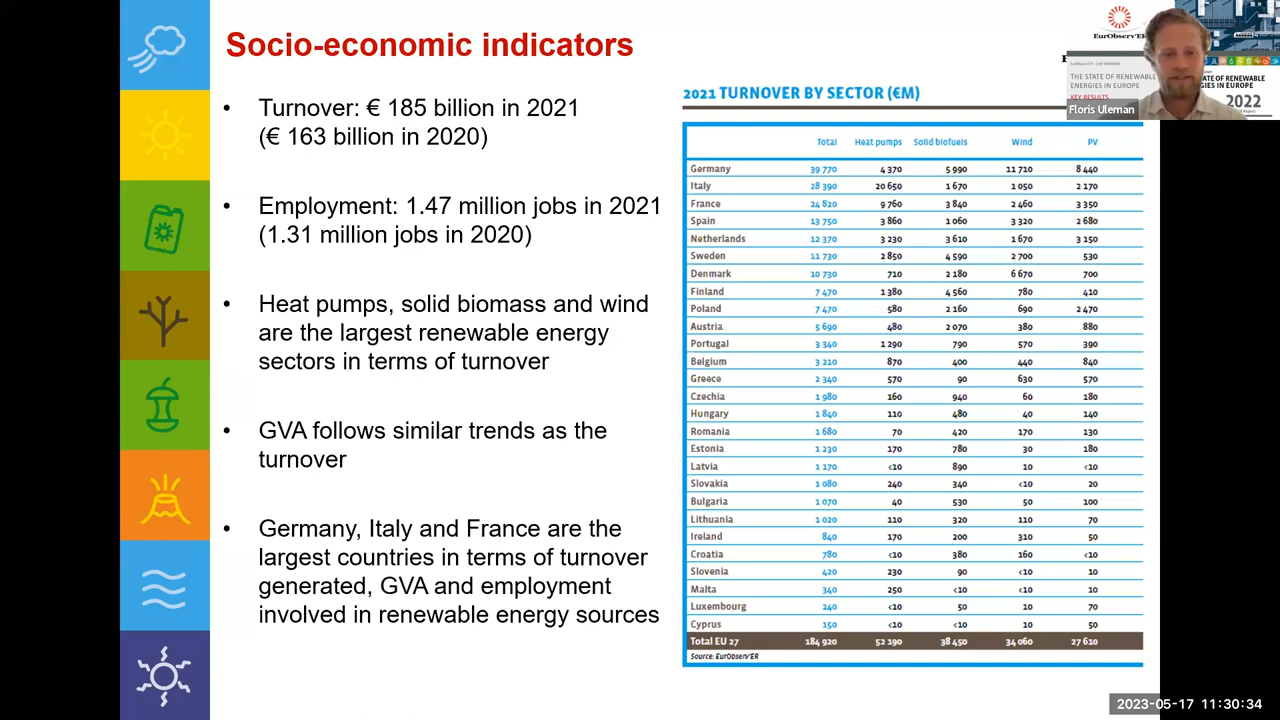 Socio-economic indicators
• Turnover: € 185 billion in 2021
(€ 163 billion in 2020)
• Employment: 1.47 million jobs in 2021
(1.31 million jobs in 2020)
• Heat pumps, solid biomass and wind
are the largest renewable energy
sectors in terms of turnover
• GVA follows similar trends as the
turnover
• Germany, Italy and France are the
largest countries in terms of turnover
generated, GVA and employment
involved in renewable energy sources
2021 TURNOVER BY SECTOR (€M)
Total Heat pumps Solid biofuels Wind PV
Germany 39 770 4 370 5 990 11 710 8 440
Italy 28 390 20 650 1 670 1 050 2 170
France 24 820 9 760 3 840 2 460 3 350
Spain 13 750 3 860 1 060 3 320 2 680
Netherlands 12 370 3 230 3 610 1 670 3 150
Sweden 11 730 2 850 4 590 2 700 530
Denmark 10 730 710 2 180 6 670 700
Finland 7 470 1 380 4 560 780 410
Poland 7 470 580 2 160 690 2 470
Austria 5 690 480 2 070 380 880
Portugal 3 340 1 290 790 570 390
Belgium 3 210 870 400 440 840
Greece 2 340 570 90 630 570
Czechia 1 980 160 940 60 180
Hungary 1 840 110 480 40 140
Romania 1 680 70 420 170 130
Estonia 1 230 170 780 30 180
Latvia 1 170 <10 890 10 <10
Slovakia 1 080 240 340 <10 20
Bulgaria 1 070 40 530 50 100
Lithuania 1 020 110 320 110 70
Ireland 840 170 200 310 50
Croatia 780 <10 380 160 <10
Slovenia 420 230 90 <10 10
Malta 340 250 <10 <10 10
Luxembourg 240 <10 50 10 70
Cyprus 150 <10 <10 10 50
Total EU 27 184 920 52 190 38 450 34 060 27 610
Source: EurObserv'ER
THE STATE OF RENEWABLE
ENERGIES IN EUROPE
KEY RESULTS
Floris Uleman
OF RENEWABLE
IN EUROPE
2022
2023-05-17 11:30:34